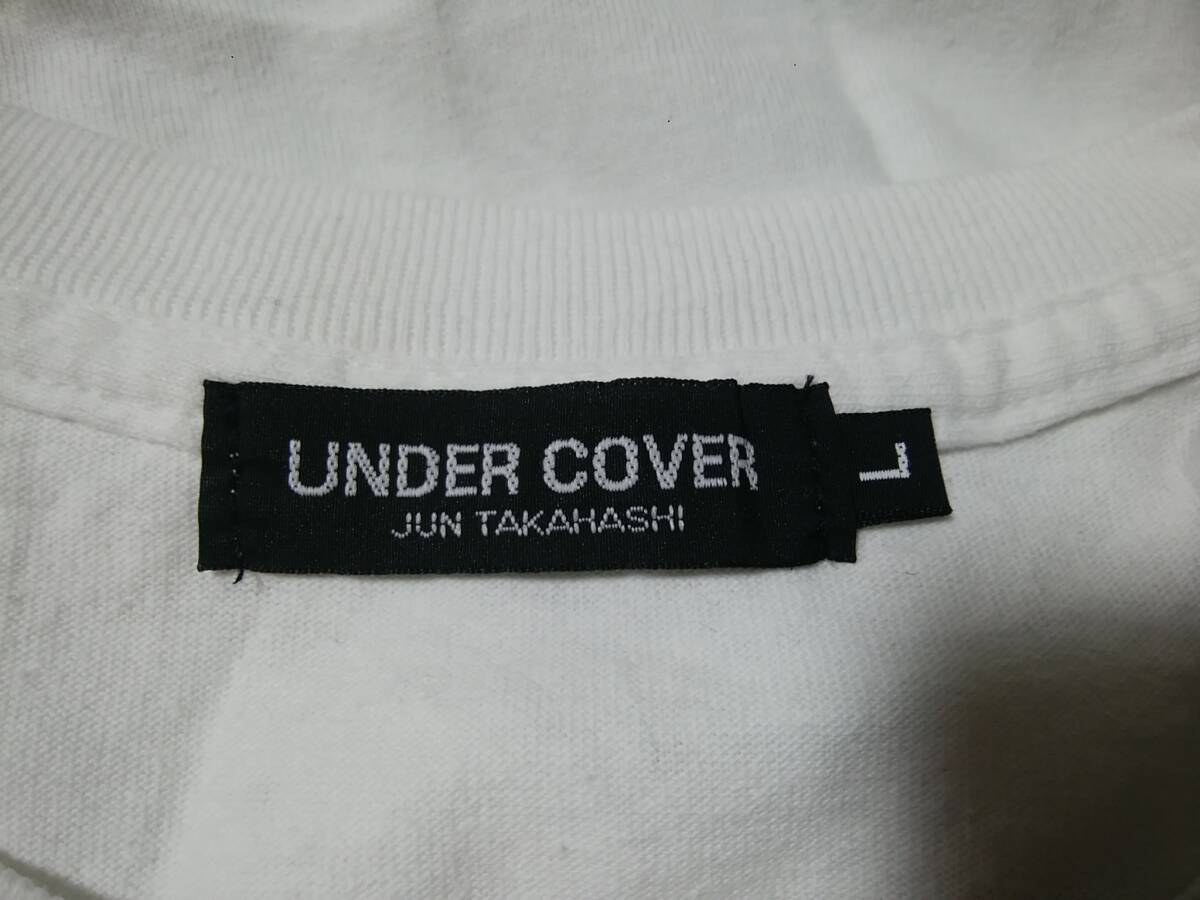 UNDER COVER
JUN TAKAHASHI
L